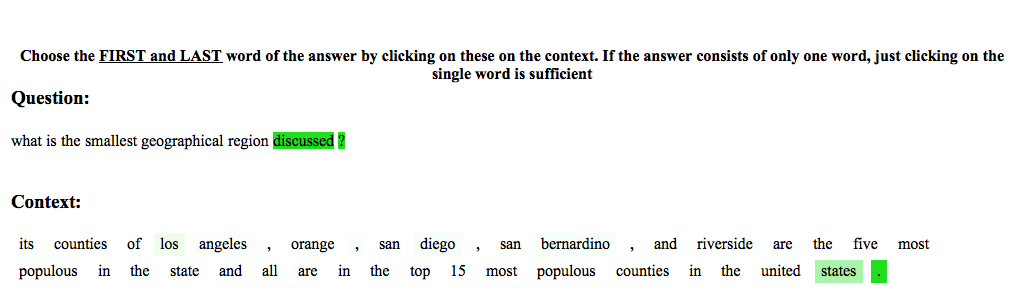 Choose the FIRST and LAST word of the answer by clicking on these on the context. If the answer consists of only one word, just clicking on the
single word is sufficient
Question:
what is the smallest geographical region discussed ?
Context:
its counties of los angeles , orange , san diego , san bernardino , and riverside are the five most
populous in the state and all are in the top 15 most populous counties in the united states .